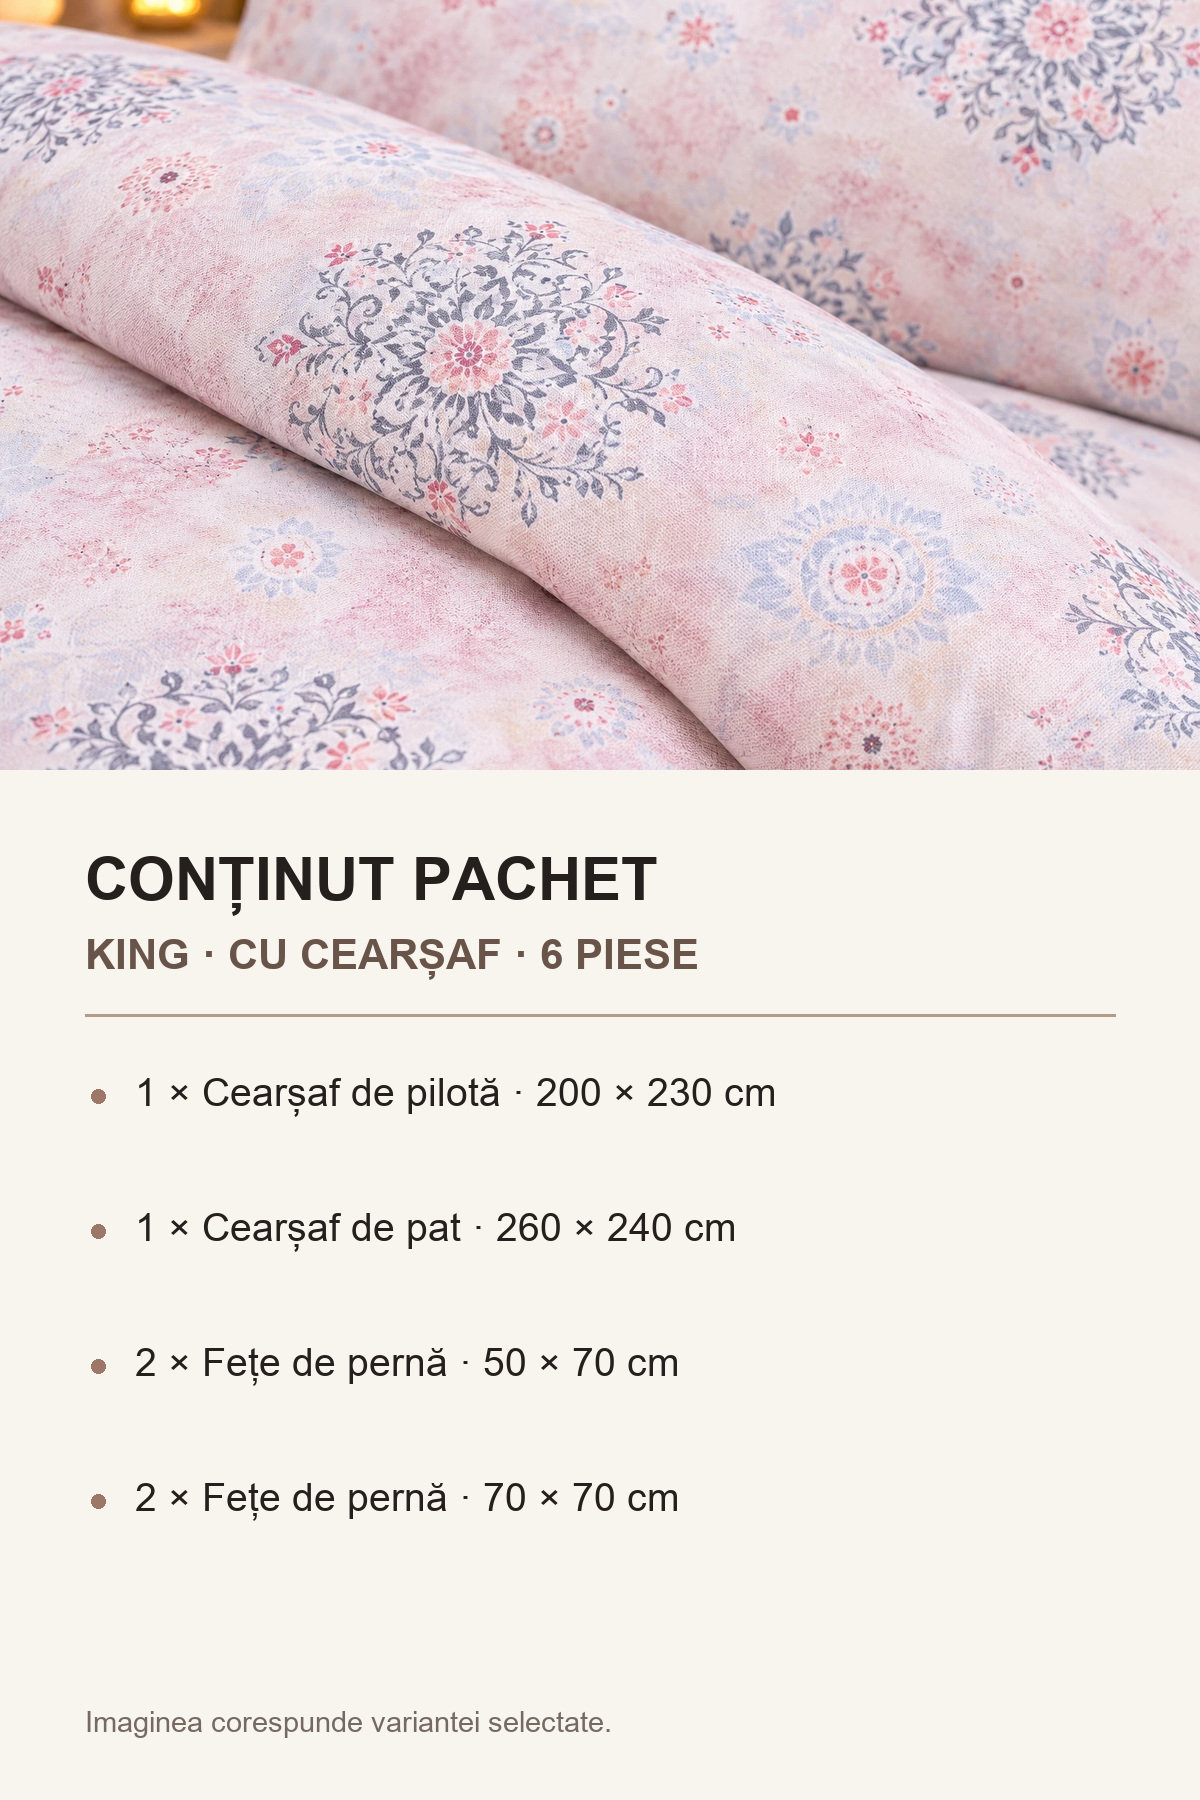 CONȚINUT PACHET
KING · CU CEARȘAF · 6 PIESE
1 × Cearșaf de pilotă · 200 × 230 cm
1 × Cearșaf de pat · 260 × 240 cm
2 × Fețe de pernă · 50 × 70 cm
2 × Fețe de pernă · 70 × 70 cm
Imaginea corespunde variantei selectate.